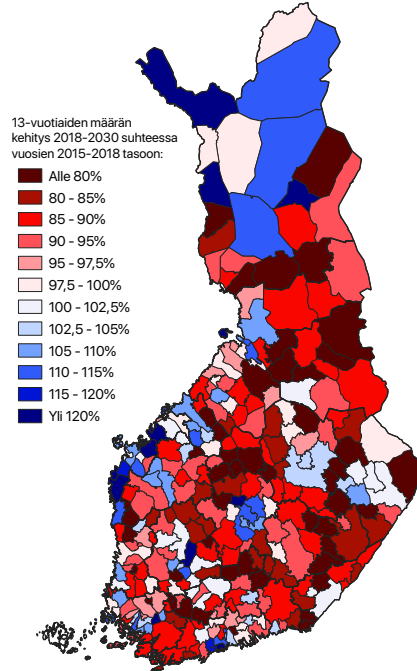 13-vuotiaiden määrän
kehitys 2018-2030 suhteessa
vuosien 2015-2018 tasoon:
Alle 80%
80 - 85%
85 - 90%
90 - 95%
95 - 97,5%
97,5 - 100%
100 - 102,5%
102,5 - 105%
105 - 110%
110 - 115%
115 - 120%
Yli 120%